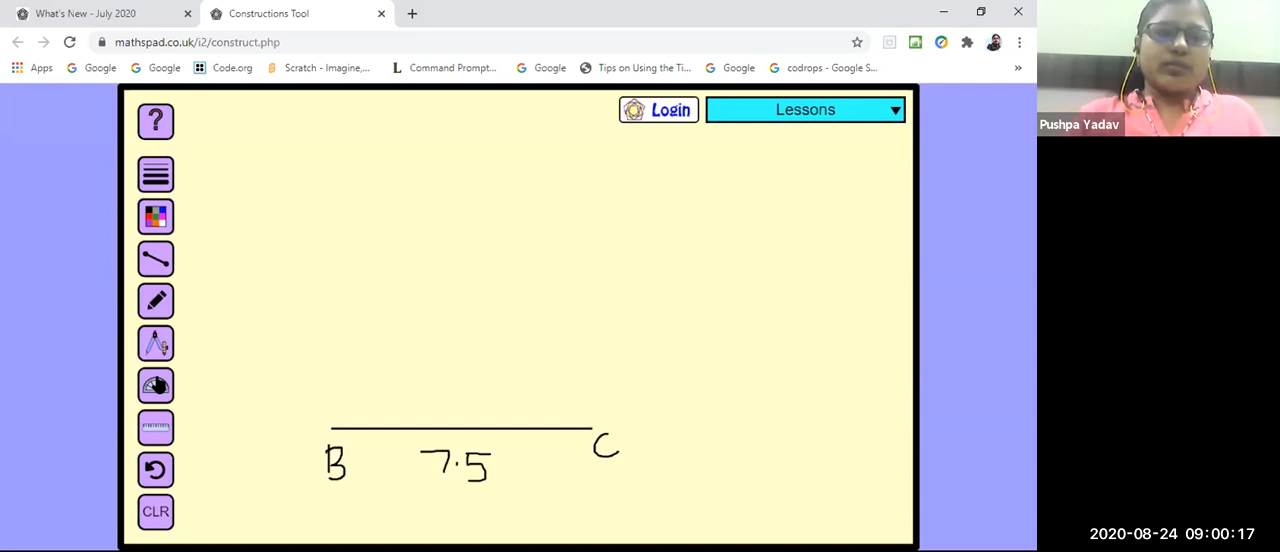 What's New - July 2020
Constructions Tool
mathspad.co.uk/i2/construct.php
Apps Google Google Code.org Scratch - Imagine,... Command Prompt... Google Tips on Using the Ti... Google codrops - Google S... »
? Login Lessons
Pushpa Yadav
B 7.5 C
CLR
2020-08-24 09:00:17